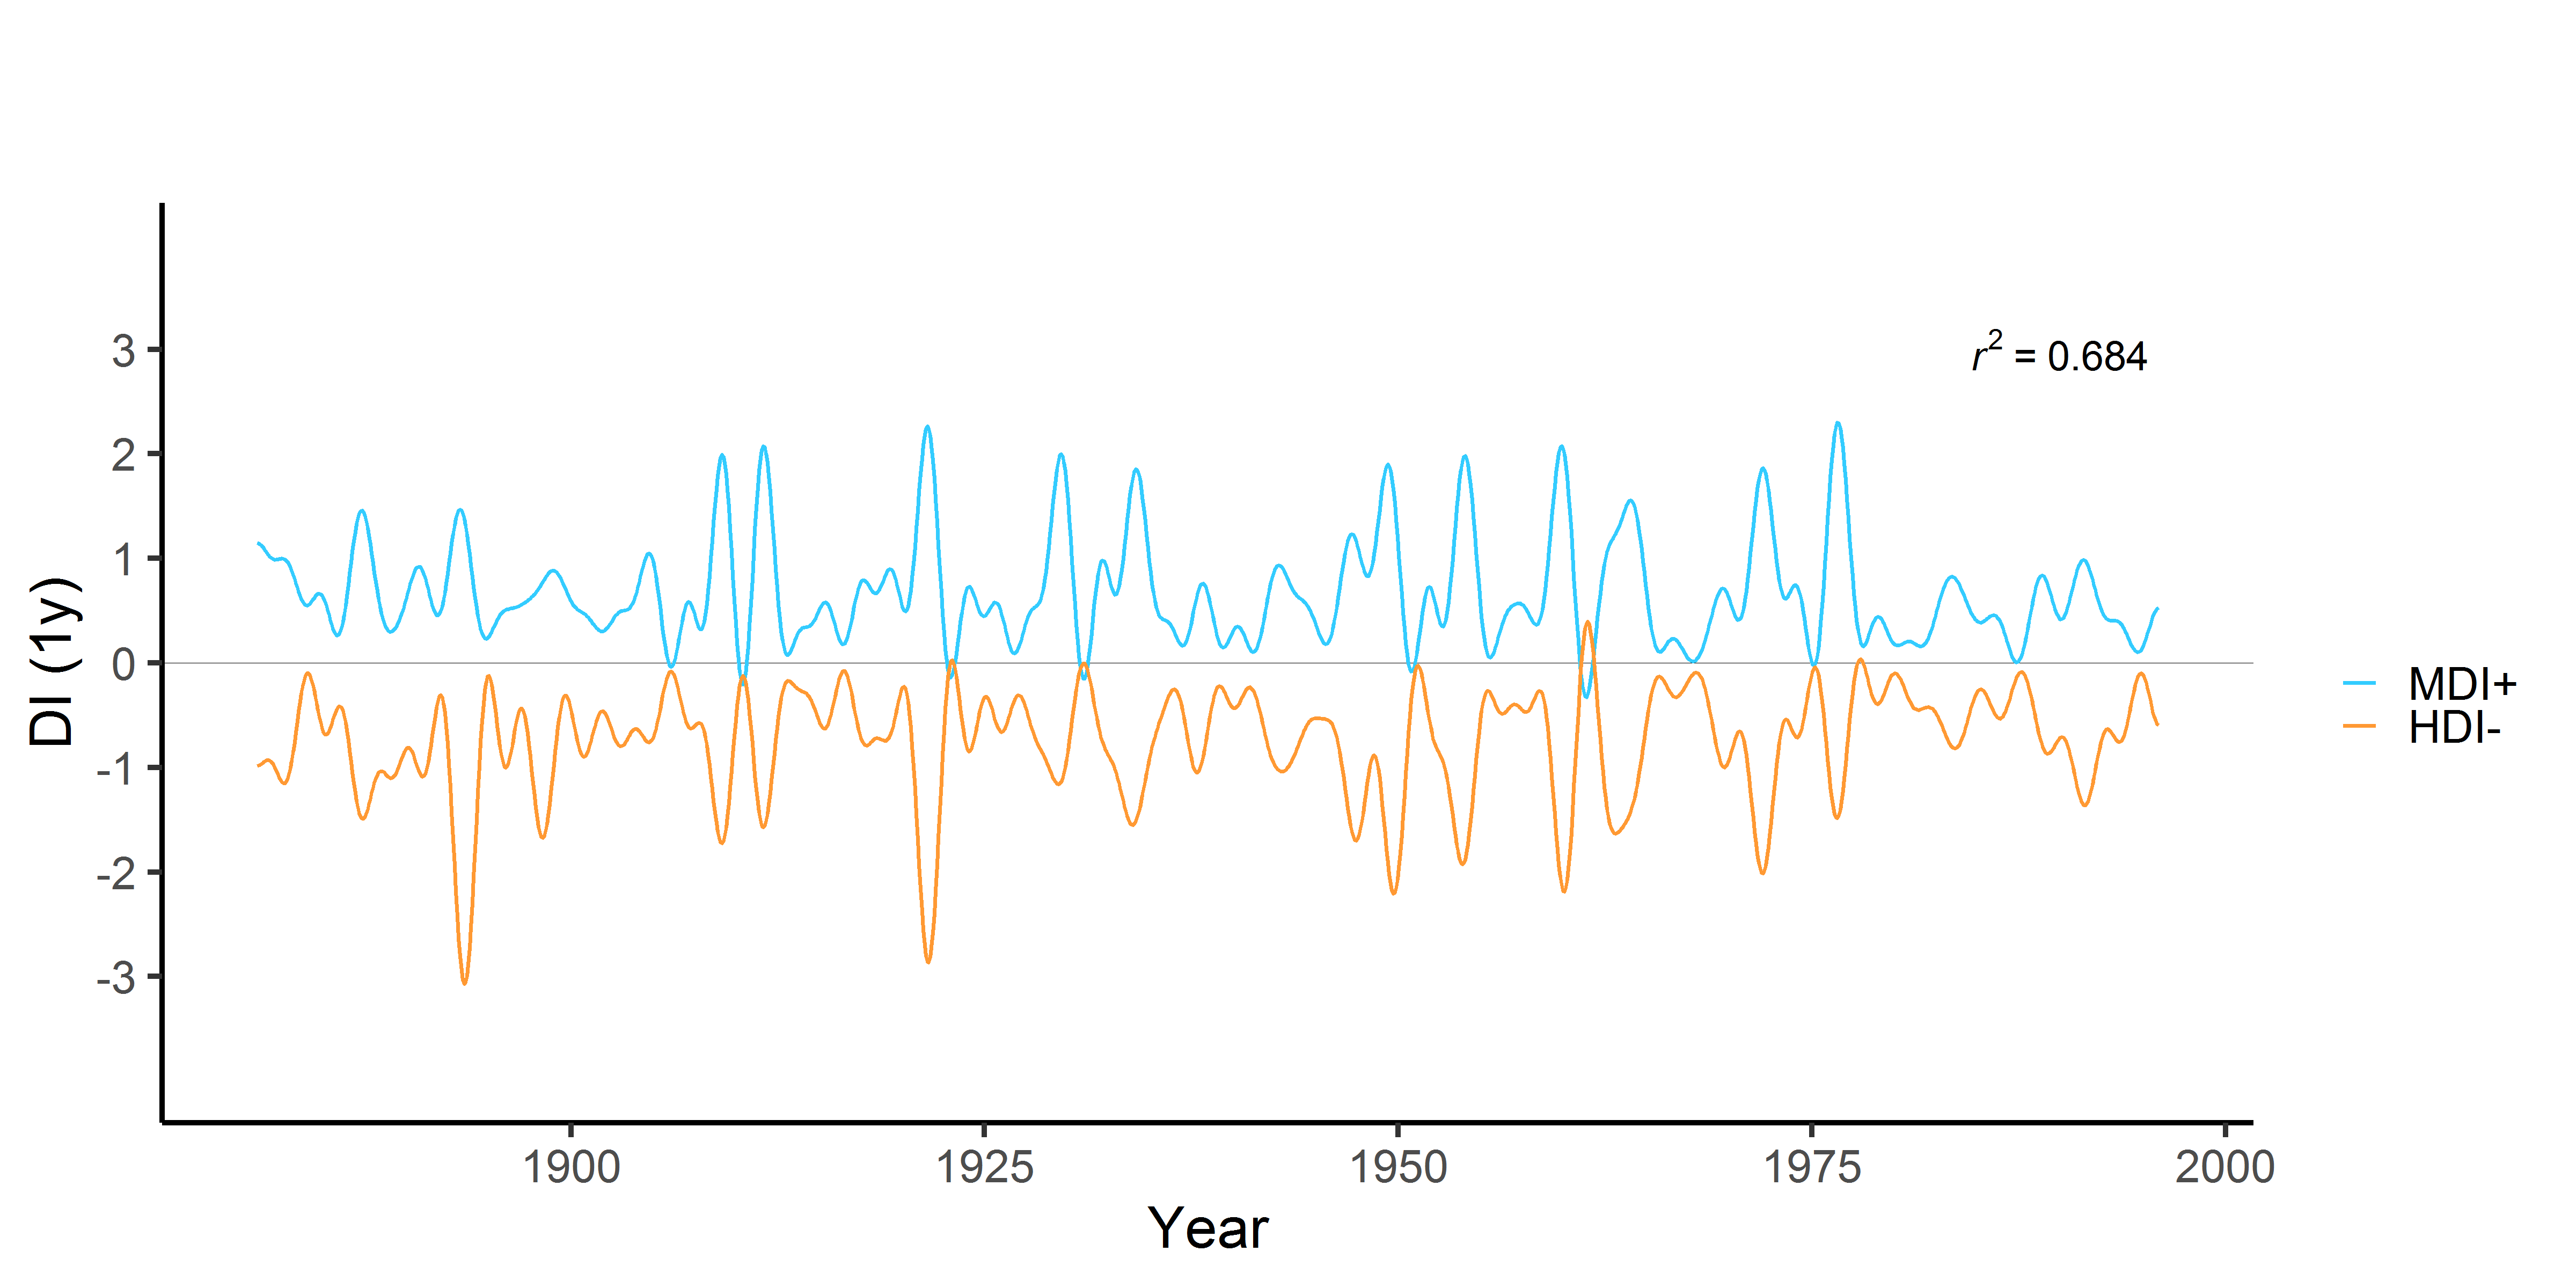 r² = 0.684
3
2
1
0
-1
-2
-3
DI (1y)
MDI+
HDI-
1900 1925 1950 1975 2000
Year